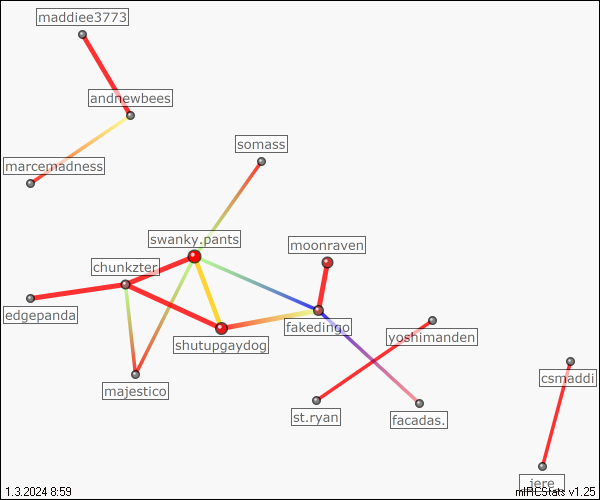 maddiee3773
andnewbees
somass
marcemadness
swanky.pants
moonraven
chunkzter
edgepanda
fakedingo
yoshimanden
shutupgaydog
csmaddi
majestico
st.ryan
facadas.
jere_
1.3.2024 8:59
mIRCStats v1.25